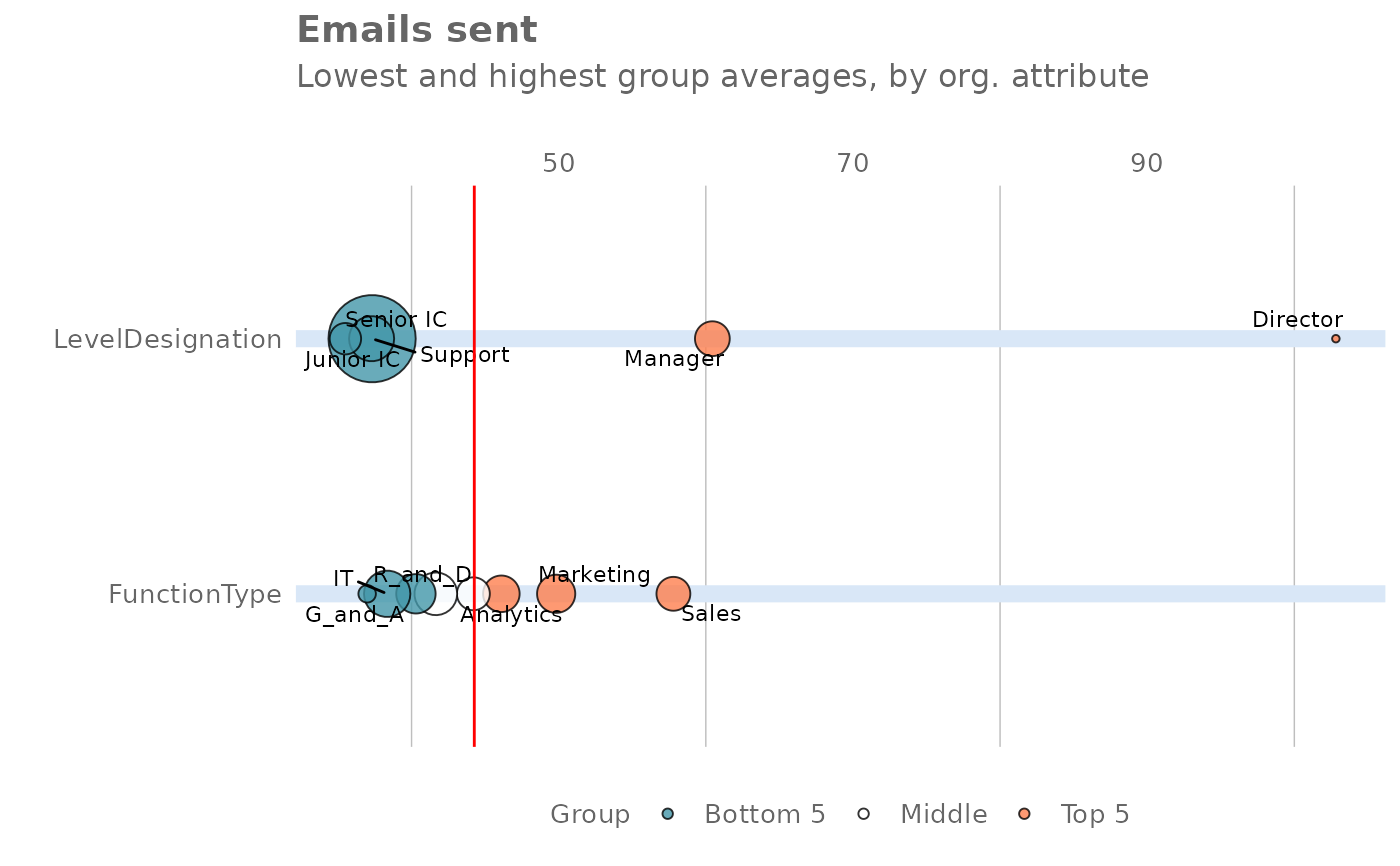 Emails sent
Lowest and highest group averages, by org. attribute
50 70 90
LevelDesignation
Senior IC
Director
Junior IC
Support
Manager
FunctionType
IT
R_and_D
Marketing
G_and_A
Analytics
Sales
Group Bottom 5 Middle Top 5